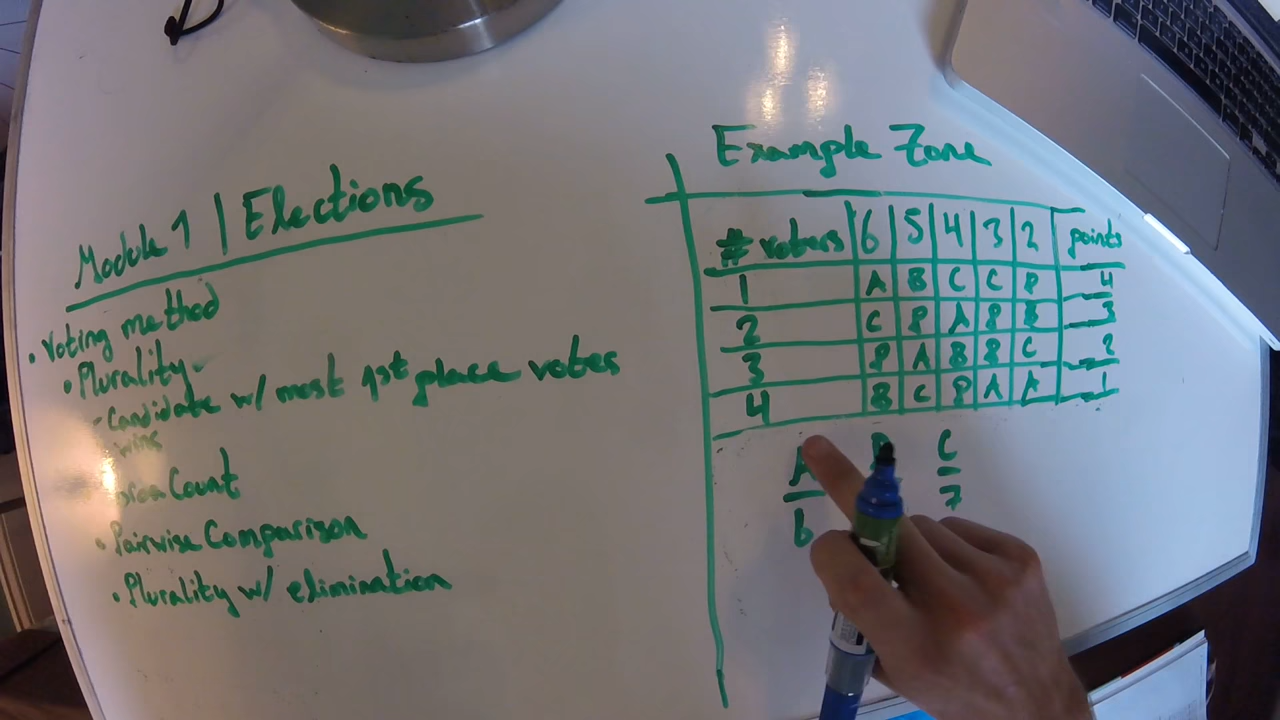 Module 1 | Elections
• Voting method
• Plurality
- Candidate w/ most 1st place votes
wins
Count
• Pairwise Comparison
• Plurality w/ elimination
Example Zone
# voters 6 5 4 3 2 points
1 A B C C P 4
2 C P A P B 3
3 P A B B C 2
4 B C P A A 1
A C
6 7